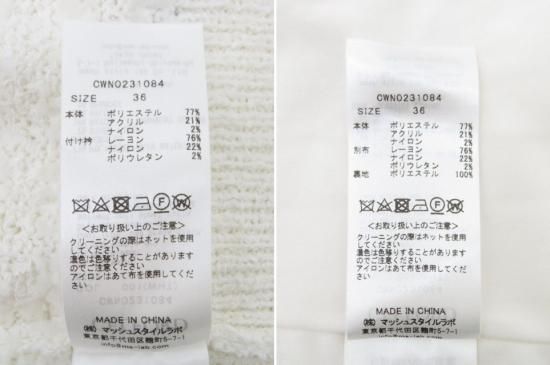 CWNO231084
SIZE 36
本体 ポリエステル 77%
アクリル 21%
ナイロン 2%
付け衿 レーヨン 76%
ナイロン 22%
ポリウレタン 2%
<お取り扱い上のご注意>
クリーニングの際はネットを使用
してください
濃色は色移りすることがあります
のでご注意ください
アイロンはあて布を使用してくだ
さい
CWNO231084
MADE IN CHINA
(株) マッシュスタイルラボ
東京都千代田区麹町5-7-1
info@ms-lab.com
CWNO231084
SIZE 36
本体 ポリエステル 77%
アクリル 21%
ナイロン 2%
別布 レーヨン 76%
ナイロン 22%
ポリウレタン 2%
裏地 ポリエステル 100%
<お取り扱い上のご注意>
クリーニングの際はネットを使用
してください
濃色は色移りすることがあります
のでご注意ください
アイロンはあて布を使用してくだ
さい
MADE IN CHINA
(株) マッシュスタイルラボ
東京都千代田区麹町5-7-1